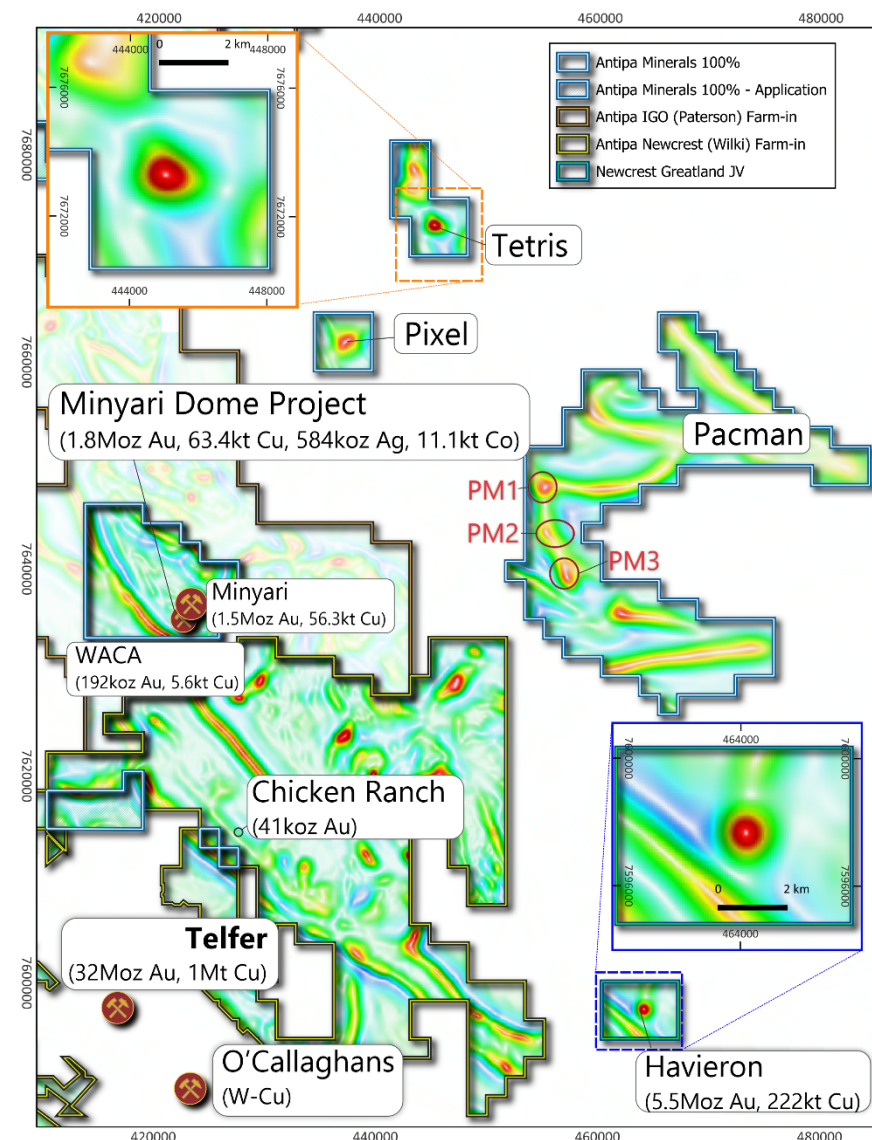 420000
440000
460000
480000
444000
448000
0
2 km
7676000
7676000
7672000
7672000
444000
448000
Antipa Minerals 100%
Antipa Minerals 100% - Application
Antipa IGO (Paterson) Farm-in
Antipa Newcrest (Wilki) Farm-in
Newcrest Greatland JV
7680000
Tetris
Pixel
7660000
Minyari Dome Project
(1.8Moz Au, 63.4kt Cu, 584koz Ag, 11.1kt Co)
Pacman
PM1
PM2
PM3
7640000
Minyari
(1.5Moz Au, 56.3kt Cu)
WACA
(192koz Au, 5.6kt Cu)
7620000
Chicken Ranch
(41koz Au)
464000
7600000
7600000
7596000
7596000
0
2 km
464000
Telfer
(32Moz Au, 1Mt Cu)
7600000
O'Callaghans
(W-Cu)
Havieron
(5.5Moz Au, 222kt Cu)
420000
440000
460000
480000